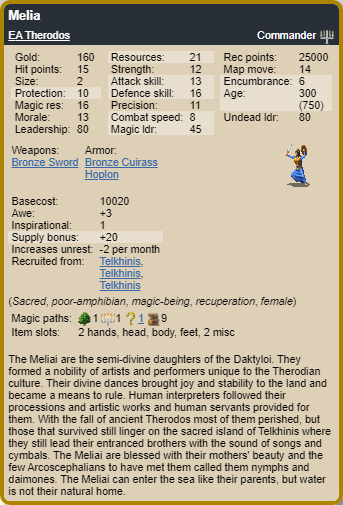 Melia
EA Therodos Commander
Gold: 160 Resources: 21 Rec points: 25000
Hit points: 15 Strength: 12 Map move: 14
Size: 2 Attack skill: 13 Encumbrance: 6
Protection: 10 Defence skill: 16 Age: 300
Magic res: 16 Precision: 11 (750)
Morale: 13 Combat speed: 8 Undead ldr: 80
Leadership: 80 Magic ldr: 45
Weapons: Armor:
Bronze Sword Bronze Cuirass
Hoplon
Basecost: 10020
Awe: +3
Inspirational: 1
Supply bonus: +20
Increases unrest: -2 per month
Recruited from: Telkhinis,
Telkhinis,
Telkhinis
(Sacred, poor-amphibian, magic-being, recuperation, female)
Magic paths: 1 1 ? 1 9
Item slots: 2 hands, head, body, feet, 2 misc
The Meliai are the semi-divine daughters of the Daktyloi. They
formed a nobility of artists and performers unique to the Therodian
culture. Their divine dances brought joy and stability to the land and
became a means to rule. Human interpreters followed their
processions and artistic works and human servants provided for
them. With the fall of ancient Therodos most of them perished, but
those that survived still linger on the sacred island of Telkhinis where
they still lead their entranced brothers with the sound of songs and
cymbals. The Meliai are blessed with their mothers' beauty and the
few Arcoscephalians to have met them called them nymphs and
daimones. The Meliai can enter the sea like their parents, but water
is not their natural home.